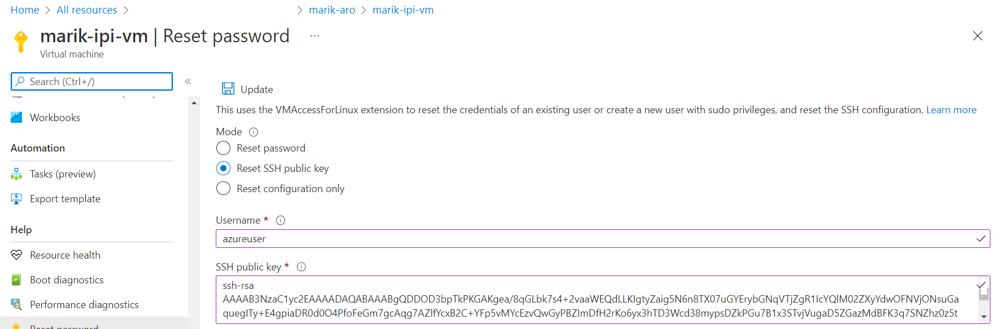 Home > All resources > > marik-aro > marik-ipi-vm
marik-ipi-vm | Reset password ...
Virtual machine
Search (Ctrl+/)
«
Workbooks
Automation
Tasks (preview)
Export template
Help
Resource health
Boot diagnostics
Performance diagnostics
Reset password
Update
This uses the VMAccessForLinux extension to reset the credentials of an existing user or create a new user with sudo privileges, and reset the SSH configuration. Learn more
Mode
Reset password
Reset SSH public key
Reset configuration only
Username *
azureuser
SSH public key *
ssh-rsa
AAAAB3NzaC1yc2EAAAADAQABAAABgQDDOD3bpTkPKGAKgea/8qGLbk7s4+2vaaWEQdLLKlgtyZaig5N6n8TX07uGYErybGNqVTjZgR1IcYQlM02ZXyYdwOFNVjONsuGa
quegITy+E4gpiaDR0d0O4PfoFeGm7gcAqg7AZlfYcxB2C+YFp5vMYcEzvQwGyPBZImDfH2rKo6yx3hTD3Wcd38mypsDZkPGu7B1x3STvjVugaD5ZGazMdBFK3q7SNZhz0z5t